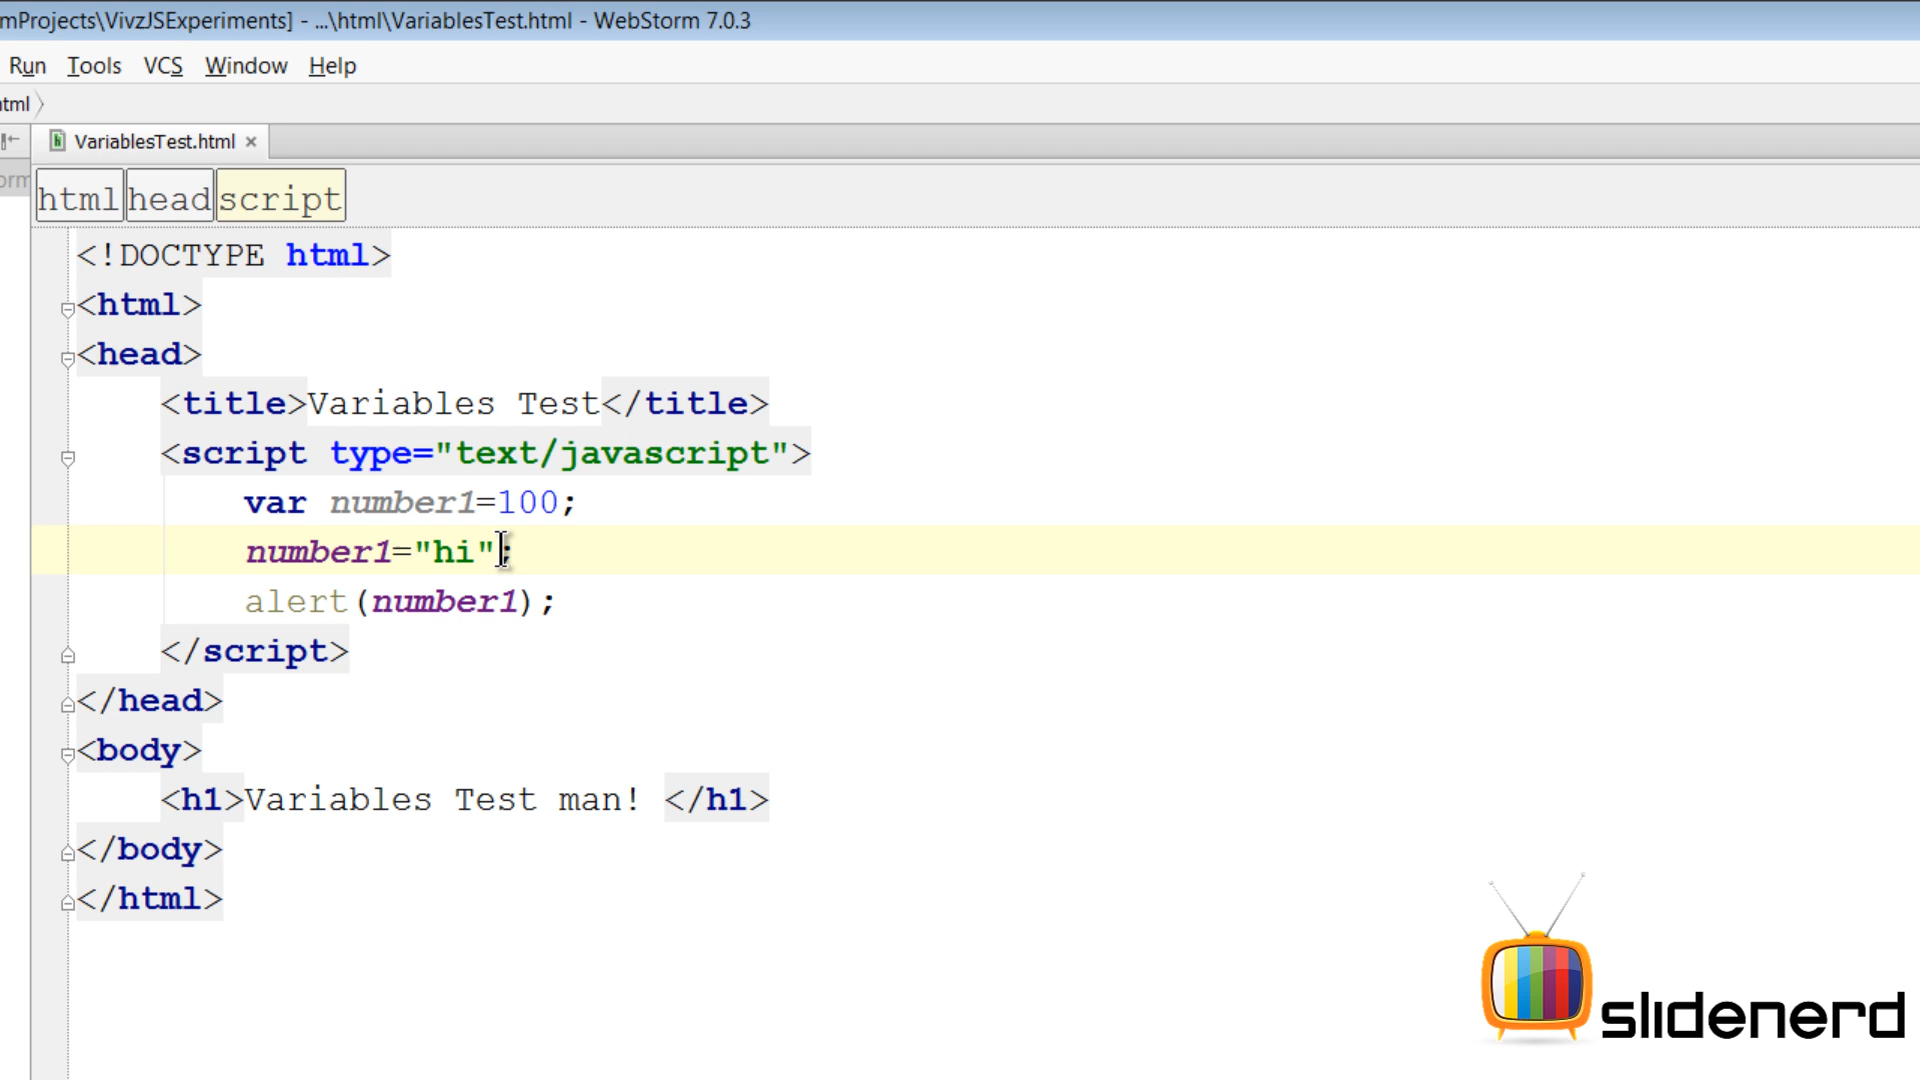 mProjects\VivzJSExperiments] - ...\html\VariablesTest.html - WebStorm 7.0.3
Run Tools VCS Window Help
html
VariablesTest.html
html head script
<!DOCTYPE html>
<html>
<head>
<title>Variables Test</title>
<script type="text/javascript">
var number1=100;
number1="hi";
alert(number1);
</script>
</head>
<body>
<h1>Variables Test man! </h1>
</body>
</html>
slidenerd